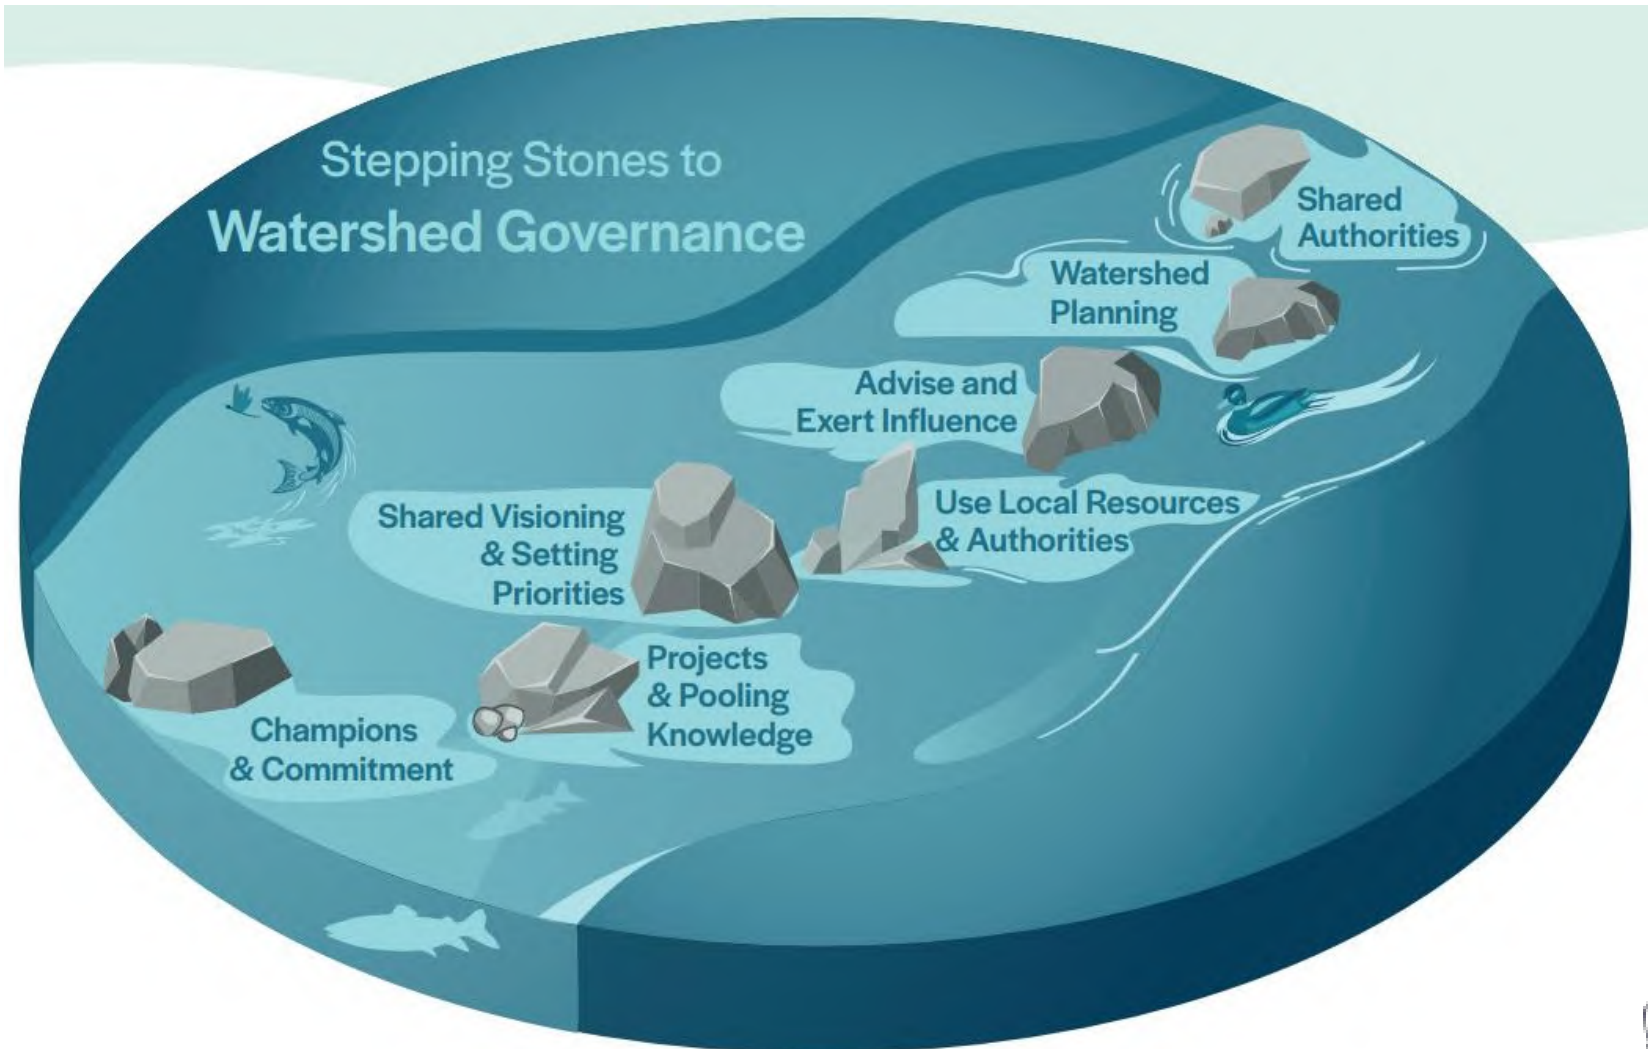 Stepping Stones to
Watershed Governance
Shared
Authorities
Watershed
Planning
Advise and
Exert Influence
Use Local Resources
& Authorities
Shared Visioning
& Setting
Priorities
Projects
& Pooling
Knowledge
Champions
& Commitment